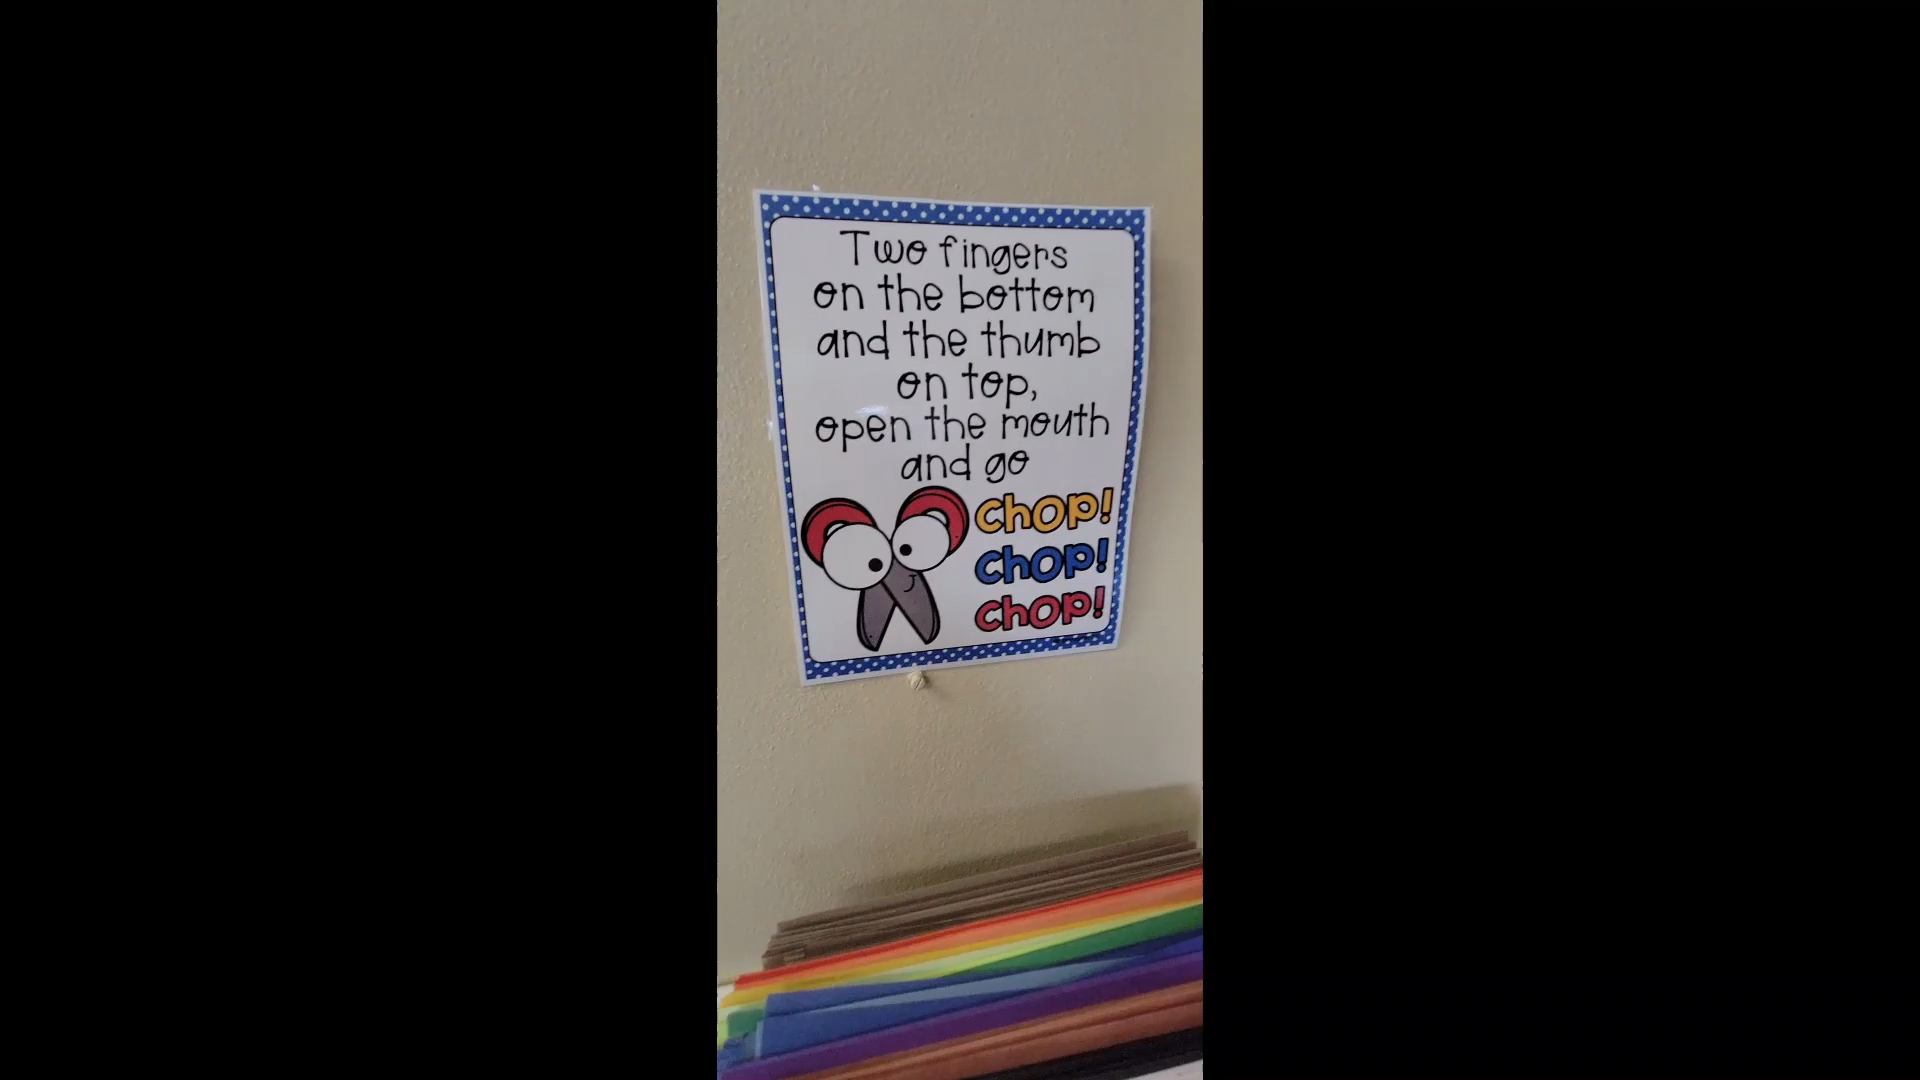 Two fingers
on the bottom
and the thumb
on top,
open the mouth
and go
chop!
chop!
chop!